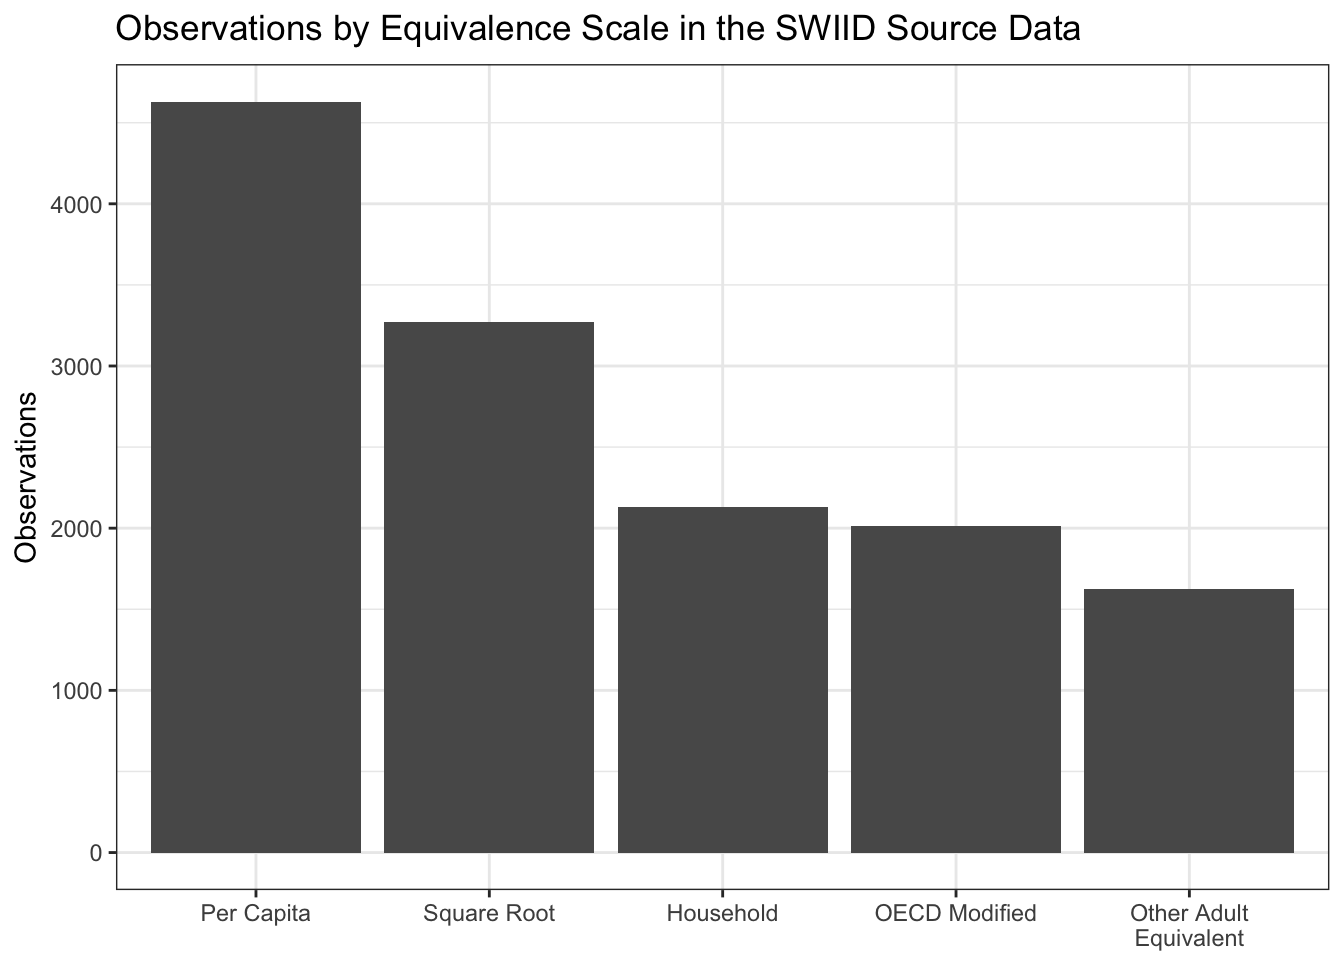 Observations by Equivalence Scale in the SWIID Source Data
Observations
4000
3000
2000
1000
0
Per Capita
Square Root
Household
OECD Modified
Other Adult
Equivalent